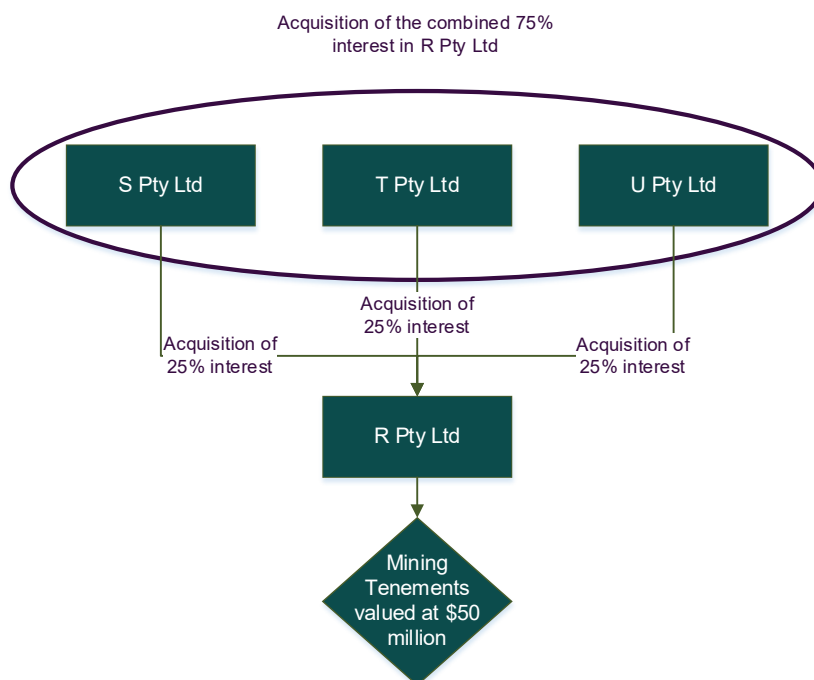 Acquisition of the combined 75%
interest in R Pty Ltd
S Pty Ltd
T Pty Ltd
U Pty Ltd
Acquisition of
25% interest
Acquisition of
25% interest
Acquisition of
25% interest
R Pty Ltd
Mining
Tenements
valued at $50
million